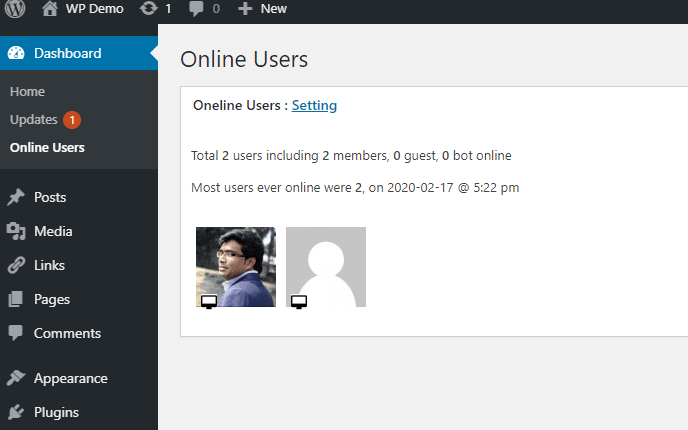 WP Demo 1 0 New
Dashboard
Home
Updates 1
Online Users
Posts
Media
Links
Pages
Comments
Appearance
Plugins
Online Users
Oneline Users : Setting
Total 2 users including 2 members, 0 guest, 0 bot online
Most users ever online were 2, on 2020-02-17 @ 5:22 pm